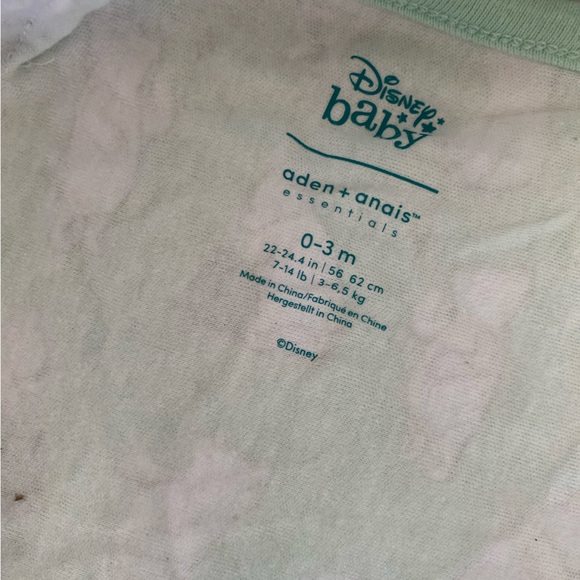 Disney
baby
aden + anais™
essentials
0-3 m
22-24.4 in | 56 62 cm
7-14 lb | 3-6,5 kg
Made in China/Fabriqué en Chine
Hergestellt in China
©Disney